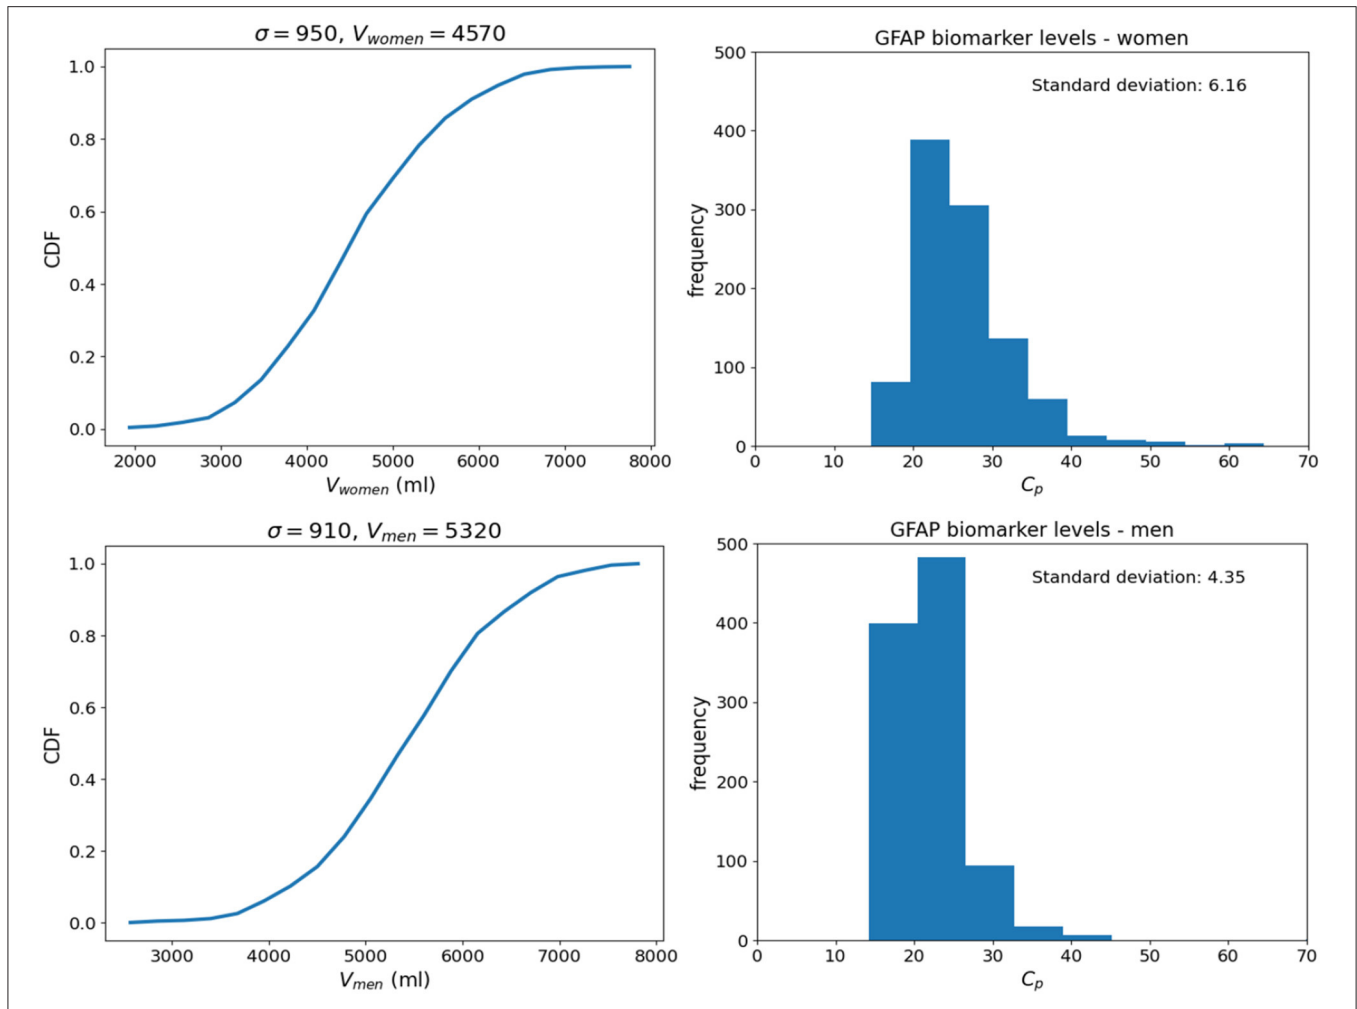 σ = 950, V_women = 4570
1.0
0.8
0.6
0.4
0.2
0.0
CDF
2000 3000 4000 5000 6000 7000 8000
V_women (ml)
GFAP biomarker levels - women
Standard deviation: 6.16
500
400
300
200
100
0
frequency
0 10 20 30 40 50 60 70
C_p
σ = 910, V_men = 5320
1.0
0.8
0.6
0.4
0.2
0.0
CDF
3000 4000 5000 6000 7000 8000
V_men (ml)
GFAP biomarker levels - men
Standard deviation: 4.35
500
400
300
200
100
0
frequency
0 10 20 30 40 50 60 70
C_p